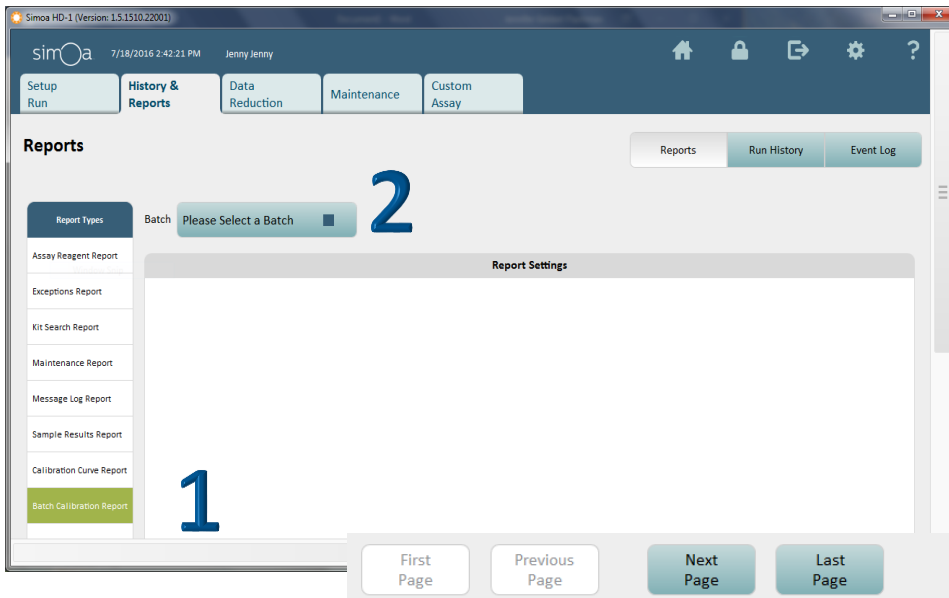 Simoa HD-1 (Version: 1.5.1510.22001)
simoa 7/18/2016 2:42:21 PM Jenny Jenny ?
Setup Run
History & Reports
Data Reduction
Maintenance
Custom Assay
Reports
Reports Run History Event Log
2
Report Types
Batch Please Select a Batch
Assay Reagent Report
Report Settings
Exceptions Report
Kit Search Report
Maintenance Report
Message Log Report
Sample Results Report
Calibration Curve Report
Batch Calibration Report
1
First Page
Previous Page
Next Page
Last Page